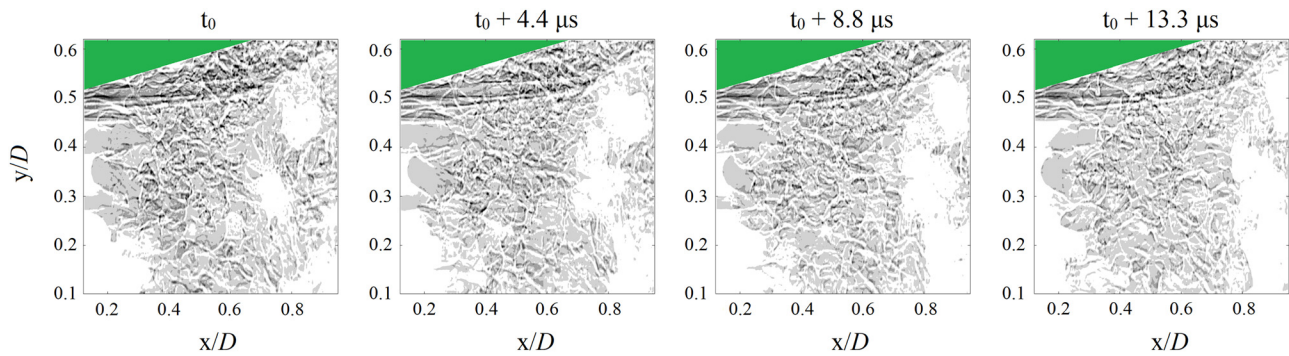 t₀ t₀ + 4.4 μs t₀ + 8.8 μs t₀ + 13.3 μs
0.6 0.6 0.6 0.6
0.5 0.5 0.5 0.5
0.4 0.4 0.4 0.4
y/D
0.3 0.3 0.3 0.3
0.2 0.2 0.2 0.2
0.1 0.1 0.1 0.1
0.2 0.4 0.6 0.8 0.2 0.4 0.6 0.8 0.2 0.4 0.6 0.8 0.2 0.4 0.6 0.8
x/D x/D x/D x/D